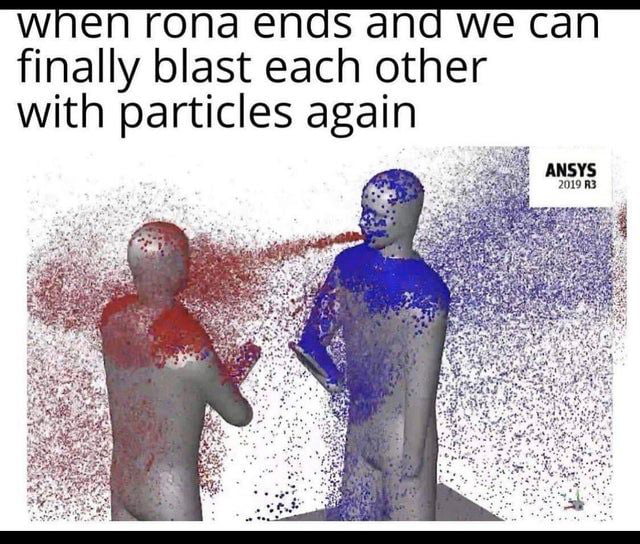 when rona ends and we can
finally blast each other
with particles again
ANSYS
2019 R3